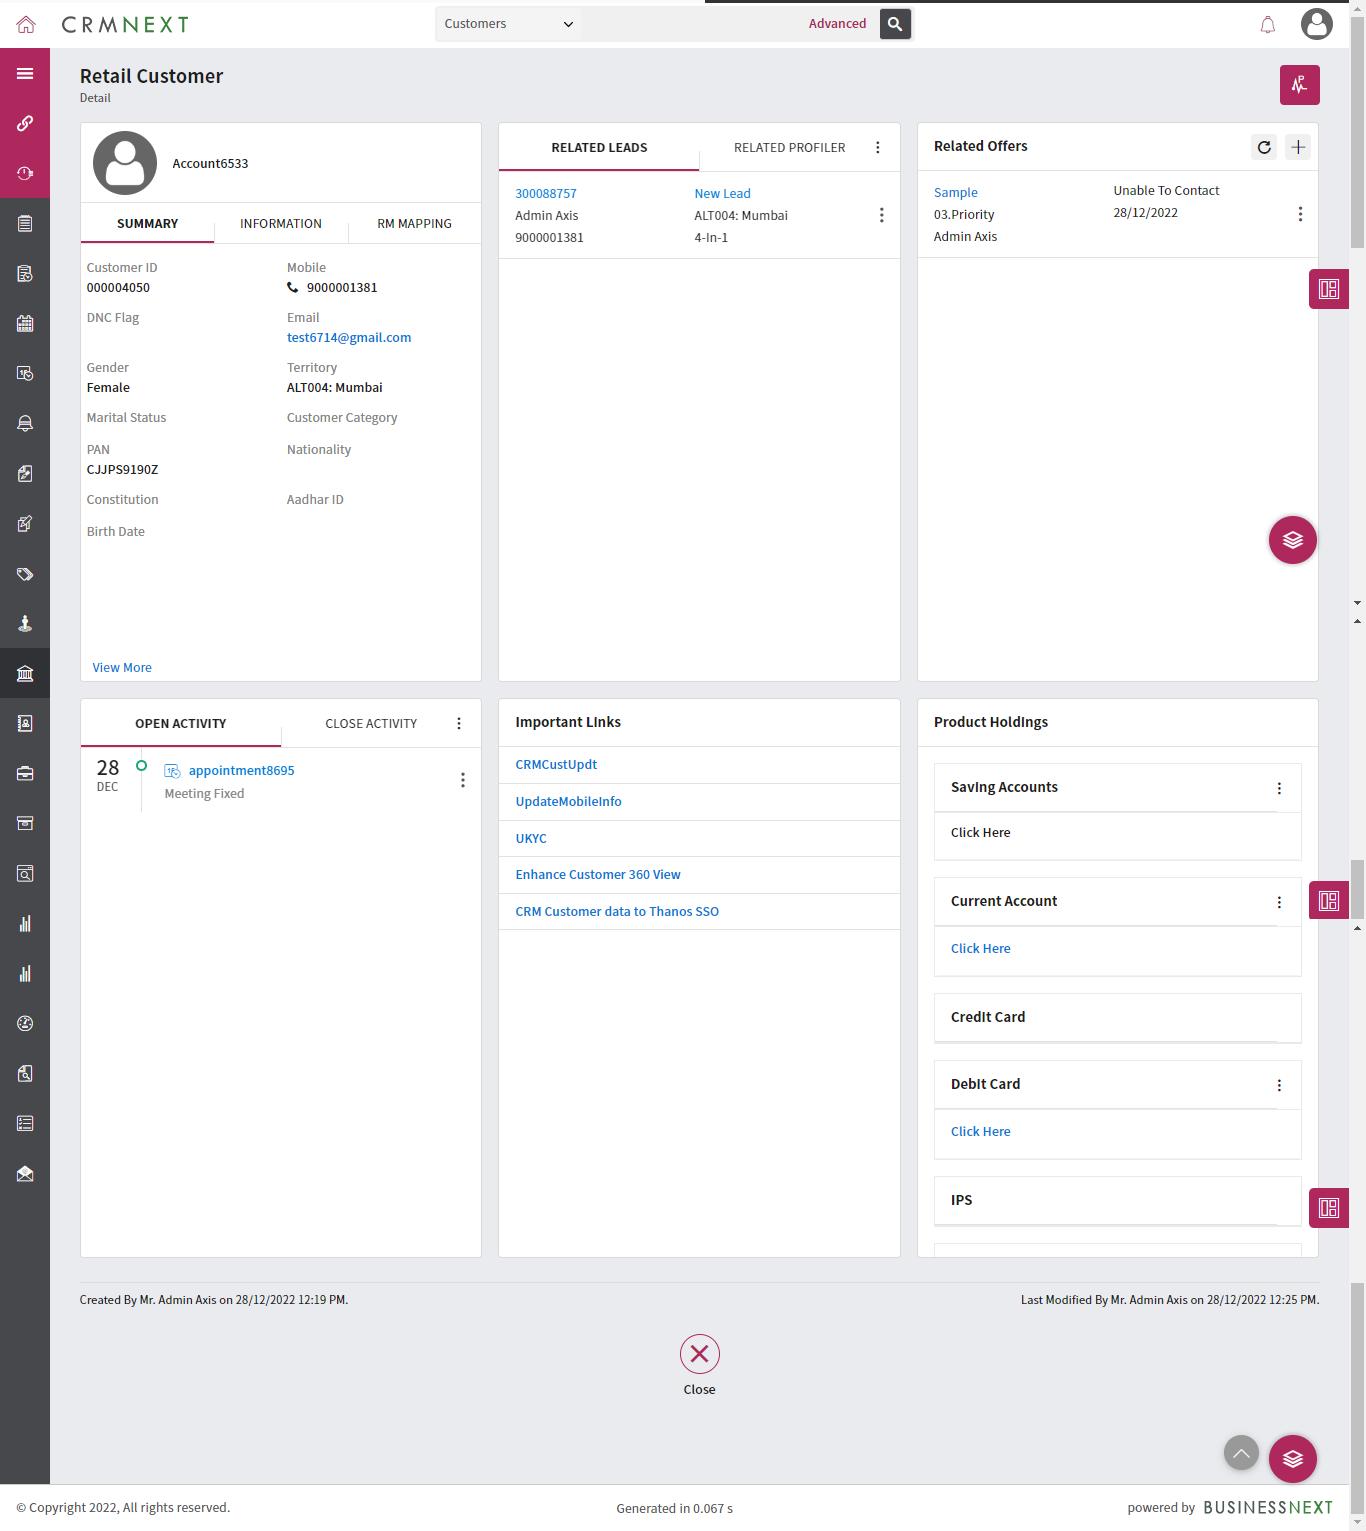 CRMNEXT
Customers
Advanced
Retail Customer
Detail
Account6533
SUMMARY
INFORMATION
RM MAPPING
Customer ID
000004050
Mobile
9000001381
DNC Flag
Email
test6714@gmail.com
Gender
Female
Territory
ALT004: Mumbai
Marital Status
Customer Category
PAN
CJJPS9190Z
Nationality
Constitution
Aadhar ID
Birth Date
View More
RELATED LEADS
RELATED PROFILER
300088757
New Lead
Admin Axis
ALT004: Mumbai
9000001381
4-In-1
Related Offers
Sample
Unable To Contact
03.Priority
28/12/2022
Admin Axis
OPEN ACTIVITY
CLOSE ACTIVITY
28
DEC
appointment8695
Meeting Fixed
Important Links
CRMCustUpdt
UpdateMobileInfo
UKYC
Enhance Customer 360 View
CRM Customer data to Thanos SSO
Product Holdings
Saving Accounts
Click Here
Current Account
Click Here
Credit Card
Debit Card
Click Here
IPS
Created By Mr. Admin Axis on 28/12/2022 12:19 PM.
Last Modified By Mr. Admin Axis on 28/12/2022 12:25 PM.
Close
© Copyright 2022, All rights reserved.
Generated in 0.067 s
powered by BUSINESSNEXT